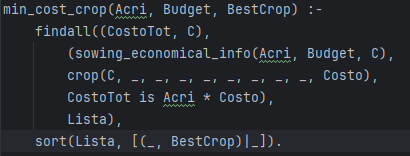 min_cost_crop(Acri, Budget, BestCrop) :-
findall((CostoTot, C),
(sowing_economical_info(Acri, Budget, C),
crop(C, _, _, _, _, _, _, _, _, Costo),
CostoTot is Acri * Costo),
Lista),
sort(Lista, [(_, BestCrop)|_]).